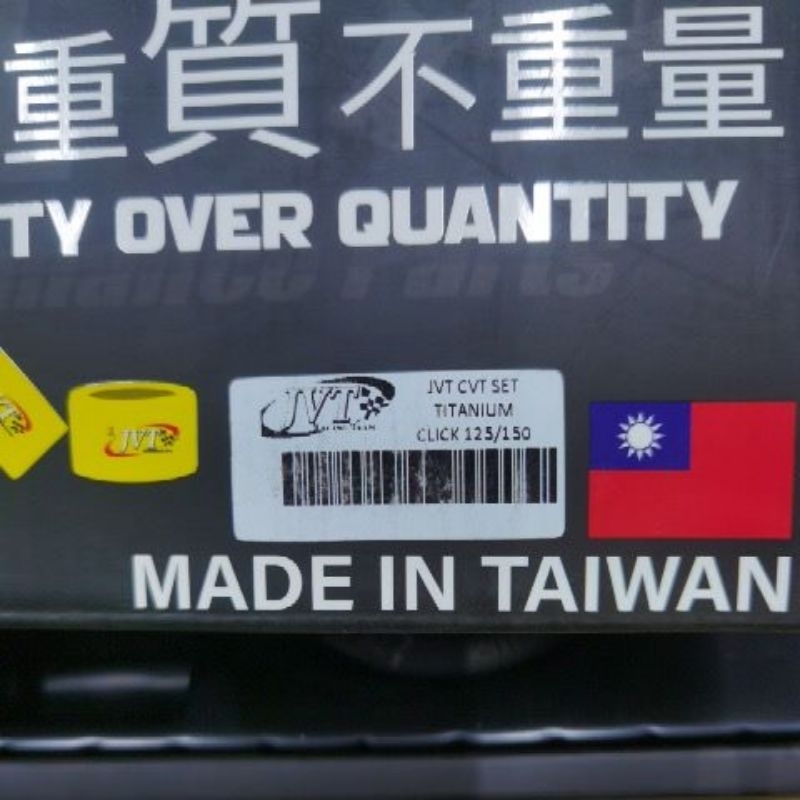 重質不重量
TY OVER QUANTITY
JVT
JVT CVT SET
TITANIUM
CLICK 125/150
JVT
MADE IN TAIWAN